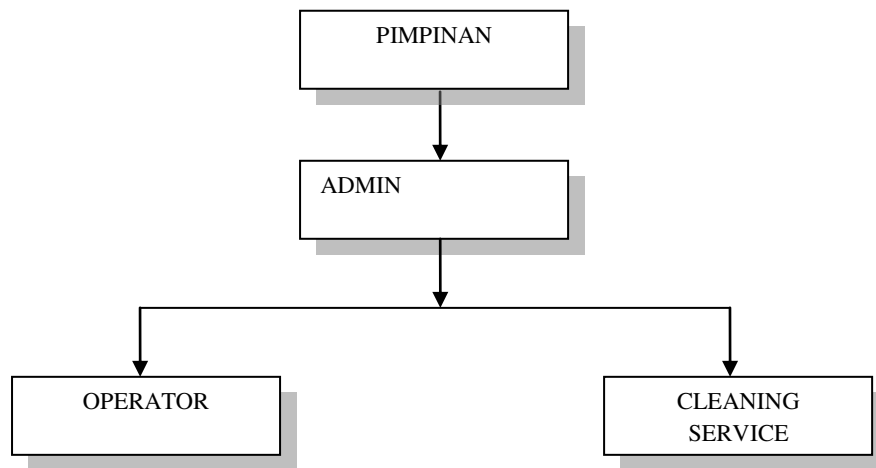 PIMPINAN
ADMIN
OPERATOR
CLEANING
SERVICE